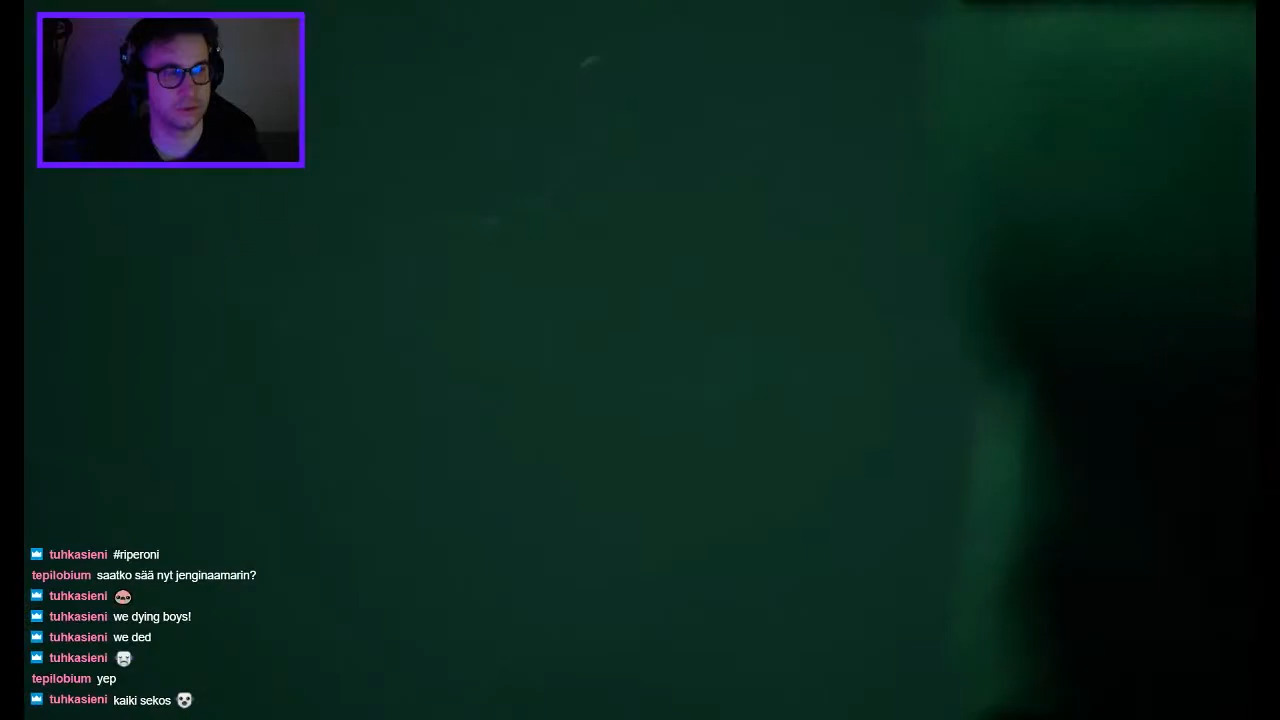 tuhkasieni #riperoni
tepilobium saatko sää nyt jenginaamarin?
tuhkasieni
tuhkasieni we dying boys!
tuhkasieni we ded
tuhkasieni
tepilobium yep
tuhkasieni kaiki sekos